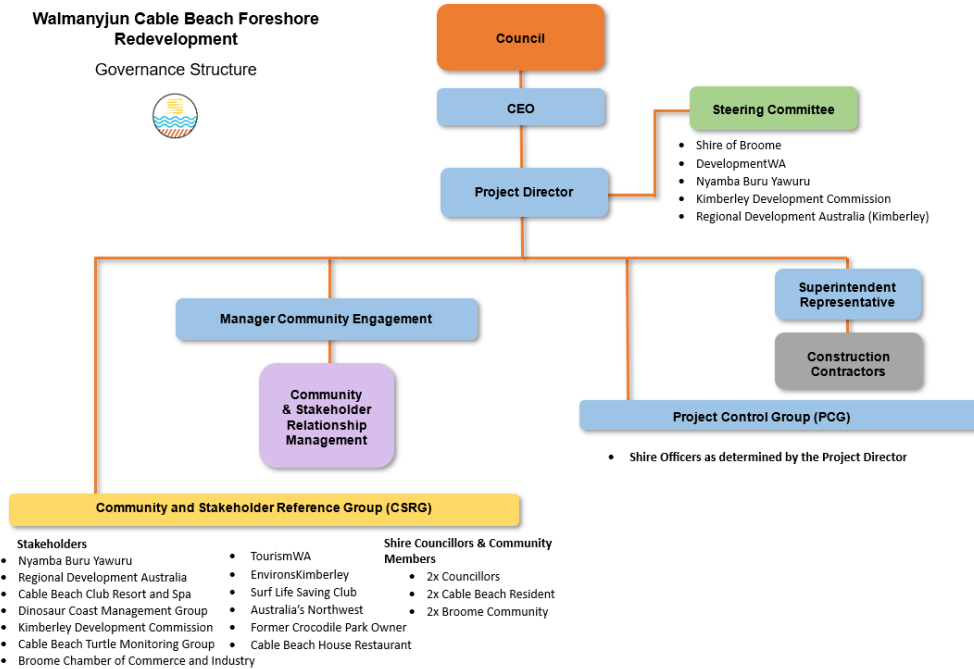 Walmanyjun Cable Beach Foreshore
Redevelopment
Governance Structure
Council
CEO
Project Director
Steering Committee
• Shire of Broome
• DevelopmentWA
• Nyamba Buru Yawuru
• Kimberley Development Commission
• Regional Development Australia (Kimberley)
Manager Community Engagement
Community
& Stakeholder
Relationship
Management
Superintendent
Representative
Construction
Contractors
Project Control Group (PCG)
• Shire Officers as determined by the Project Director
Community and Stakeholder Reference Group (CSRG)
Stakeholders
• Nyamba Buru Yawuru
• Regional Development Australia
• Cable Beach Club Resort and Spa
• Dinosaur Coast Management Group
• Kimberley Development Commission
• Cable Beach Turtle Monitoring Group
• Broome Chamber of Commerce and Industry
• TourismWA
• EnvironsKimberley
• Surf Life Saving Club
• Australia's Northwest
• Former Crocodile Park Owner
• Cable Beach House Restaurant
Shire Councillors & Community
Members
• 2x Councillors
• 2x Cable Beach Resident
• 2x Broome Community